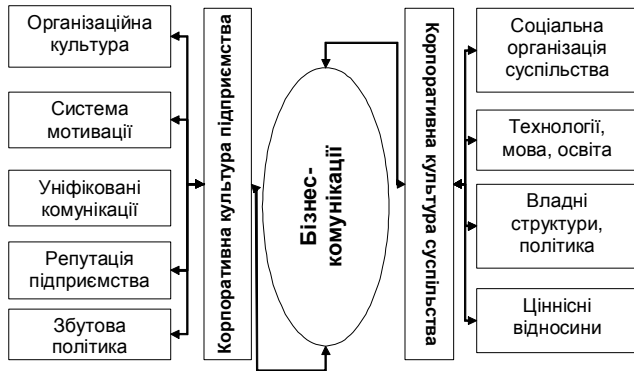 Організаційна
культура
Система
мотивації
Уніфіковані
комунікації
Репутація
підприємства
Збутова
політика
Корпоративна культура підприємства
Бізнес-
комунікації
Корпоративна культура суспільства
Соціальна
організація
суспільства
Технології,
мова, освіта
Владні
структури,
політика
Ціннісні
відносини